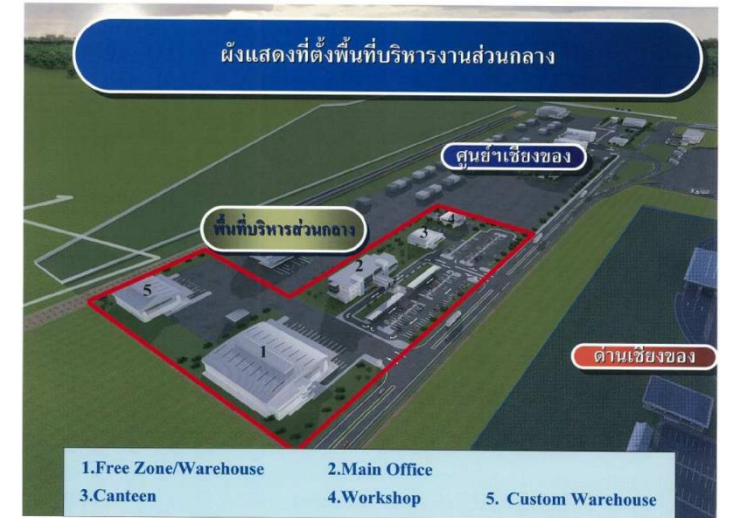 ผังแสดงที่ตั้งพื้นที่บริหารงานส่วนกลาง
ศูนย์ฯเชียงของ
พื้นที่บริหารส่วนกลาง
4
3
2
5
1
ด่านเชียงของ
1.Free Zone/Warehouse 2.Main Office
3.Canteen 4.Workshop 5. Custom Warehouse